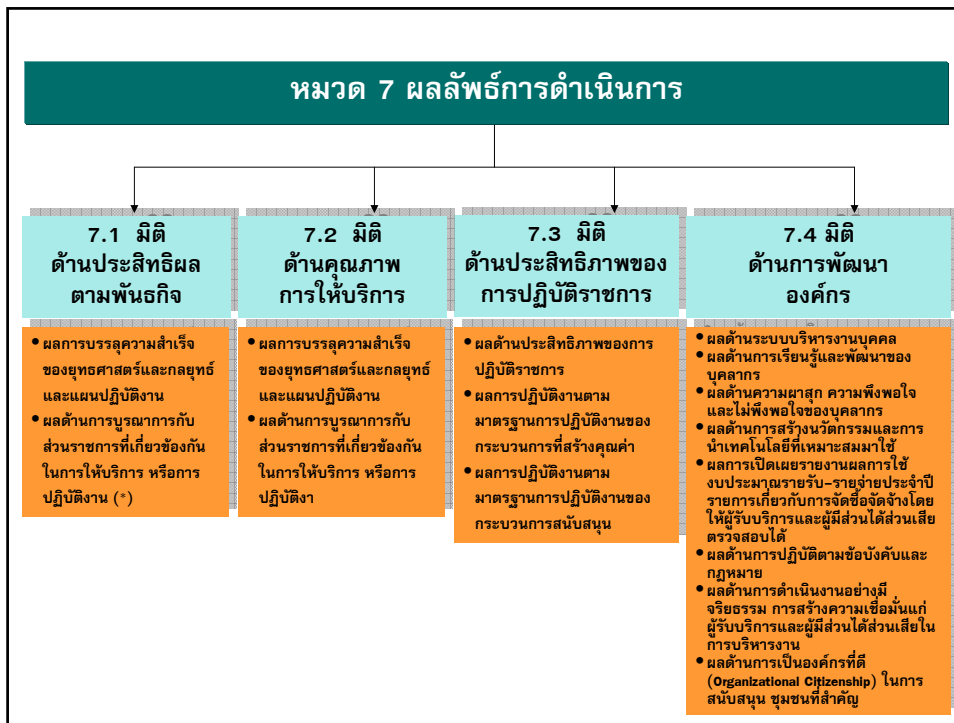 หมวด 7 ผลลัพธ์การดำเนินการ
7.1 มิติ
ด้านประสิทธิผล
ตามพันธกิจ
• ผลการบรรลุความสำเร็จ
ของยุทธศาสตร์และกลยุทธ์
และแผนปฏิบัติงาน
• ผลด้านการบูรณาการกับ
ส่วนราชการที่เกี่ยวข้องกัน
ในการให้บริการ หรือการ
ปฏิบัติงาน (*)
7.2 มิติ
ด้านคุณภาพ
การให้บริการ
• ผลการบรรลุความสำเร็จ
ของยุทธศาสตร์และกลยุทธ์
และแผนปฏิบัติงาน
• ผลด้านการบูรณาการกับ
ส่วนราชการที่เกี่ยวข้องกัน
ในการให้บริการ หรือการ
ปฏิบัติงา
7.3 มิติ
ด้านประสิทธิภาพของ
การปฏิบัติราชการ
• ผลด้านประสิทธิภาพของการ
ปฏิบัติราชการ
• ผลการปฏิบัติงานตาม
มาตรฐานการปฏิบัติงานของ
กระบวนการที่สร้างคุณค่า
• ผลการปฏิบัติงานตาม
มาตรฐานการปฏิบัติงานของ
กระบวนการสนับสนุน
7.4 มิติ
ด้านการพัฒนา
องค์กร
• ผลด้านระบบบริหารงานบุคคล
• ผลด้านการเรียนรู้และพัฒนาของ
บุคลากร
• ผลด้านความผาสุก ความพึงพอใจ
และไม่พึงพอใจของบุคลากร
• ผลด้านการสร้างนวัตกรรมและการ
นำเทคโนโลยีที่เหมาะสมมาใช้
• ผลการเปิดเผยรายงานผลการใช้
งบประมาณรายรับ-รายจ่ายประจำปี
รายการเกี่ยวกับการจัดซื้อจัดจ้างโดย
ให้ผู้รับบริการและผู้มีส่วนได้ส่วนเสีย
ตรวจสอบได้
• ผลด้านการปฏิบัติตามข้อบังคับและ
กฎหมาย
• ผลด้านการดำเนินงานอย่างมี
จริยธรรม การสร้างความเชื่อมั่นแก่
ผู้รับบริการและผู้มีส่วนได้ส่วนเสียใน
การบริหารงาน
• ผลด้านการเป็นองค์กรที่ดี
(Organizational Citizenship) ในการ
สนับสนุน ชุมชนที่สำคัญ